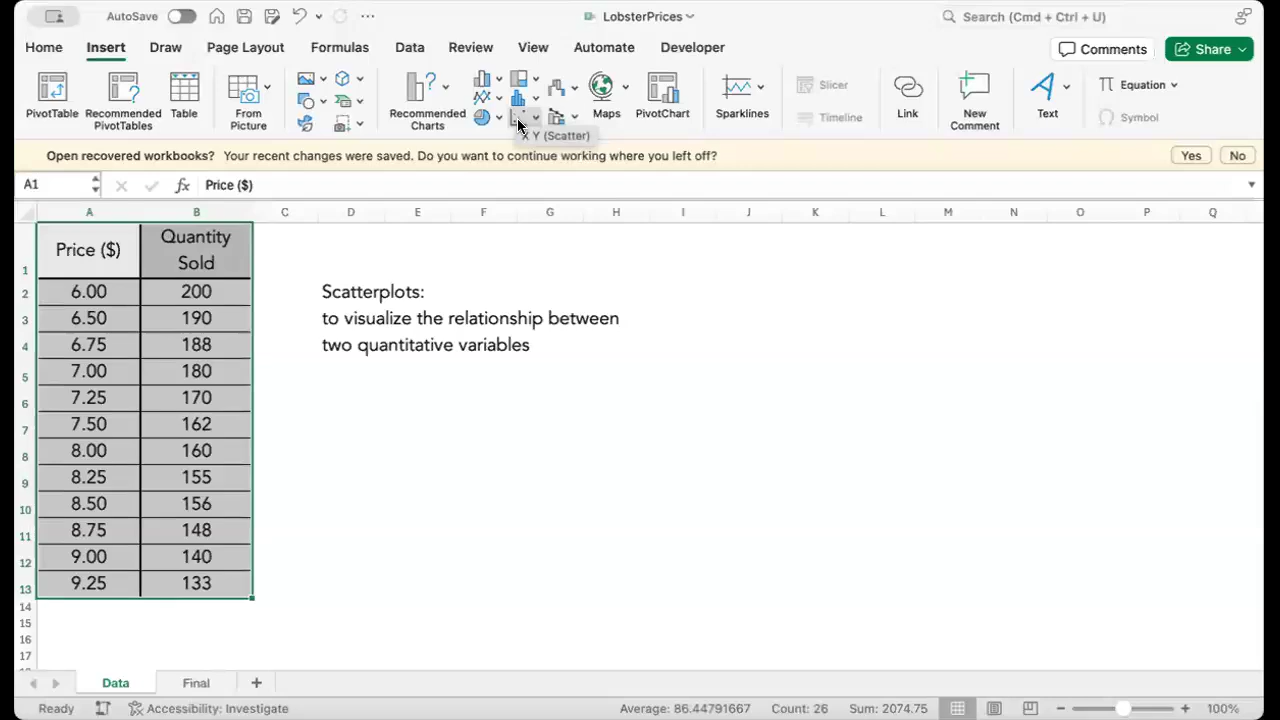 AutoSave
LobsterPrices
Search (Cmd + Ctrl + U)
Home Insert Draw Page Layout Formulas Data Review View Automate Developer
Comments Share
PivotTable
Recommended
PivotTables
Table
From
Picture
Recommended
Charts
Maps
PivotChart
Sparklines
Slicer
Timeline
Link
New
Comment
Text
Equation
Symbol
X Y (Scatter)
Open recovered workbooks? Your recent changes were saved. Do you want to continue working where you left off? Yes No
A1 fx Price ($)
A B C D E F G H I J K L M N O P Q
1 Price ($) Quantity
Sold
2 6.00 200 Scatterplots:
3 6.50 190 to visualize the relationship between
4 6.75 188 two quantitative variables
5 7.00 180
6 7.25 170
7 7.50 162
8 8.00 160
9 8.25 155
10 8.50 156
11 8.75 148
12 9.00 140
13 9.25 133
14
15
16
17
Data Final +
Ready Accessibility: Investigate Average: 86.44791667 Count: 26 Sum: 2074.75 100%